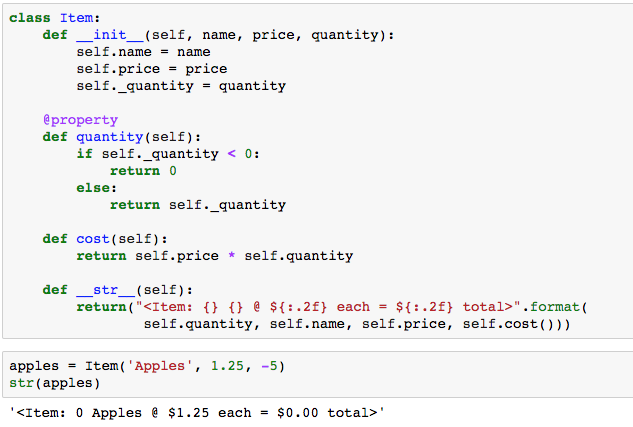 class Item:
    def __init__(self, name, price, quantity):
        self.name = name
        self.price = price
        self._quantity = quantity

    @property
    def quantity(self):
        if self._quantity < 0:
            return 0
        else:
            return self._quantity

    def cost(self):
        return self.price * self.quantity

    def __str__(self):
        return("<Item: {} {} @ ${:.2f} each = ${:.2f} total>".format(
                self.quantity, self.name, self.price, self.cost()))

apples = Item('Apples', 1.25, -5)
str(apples)

'<Item: 0 Apples @ $1.25 each = $0.00 total>'